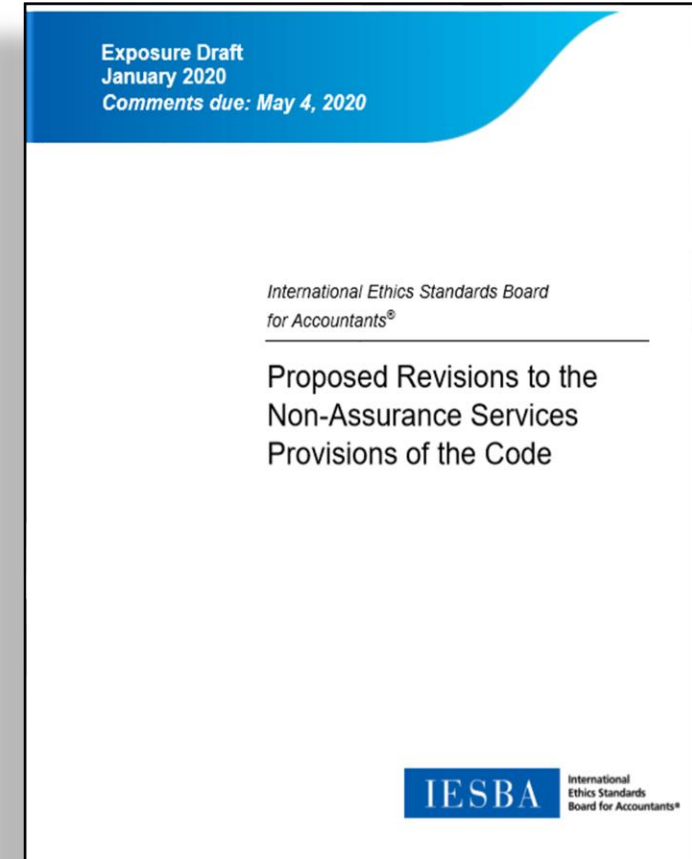 Exposure Draft
January 2020
Comments due: May 4, 2020
International Ethics Standards Board
for Accountants®
Proposed Revisions to the
Non-Assurance Services
Provisions of the Code
IESBA
International
Ethics Standards
Board for Accountants®